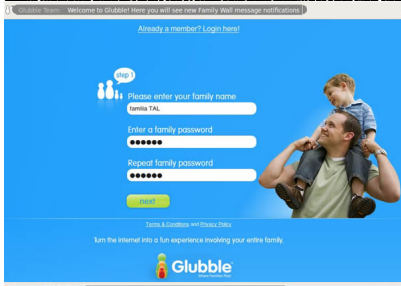 Glubble Team: Welcome to Glubble! Here you will see new Family Wall message notifications
Already a member? Login here!
step 1
Please enter your family name
familia TAL
Enter a family password
●●●●●●
Repeat family password
●●●●●●
next
Terms & Conditions and Privacy Policy
Turn the internet into a fun experience involving your entire family.
Glubble